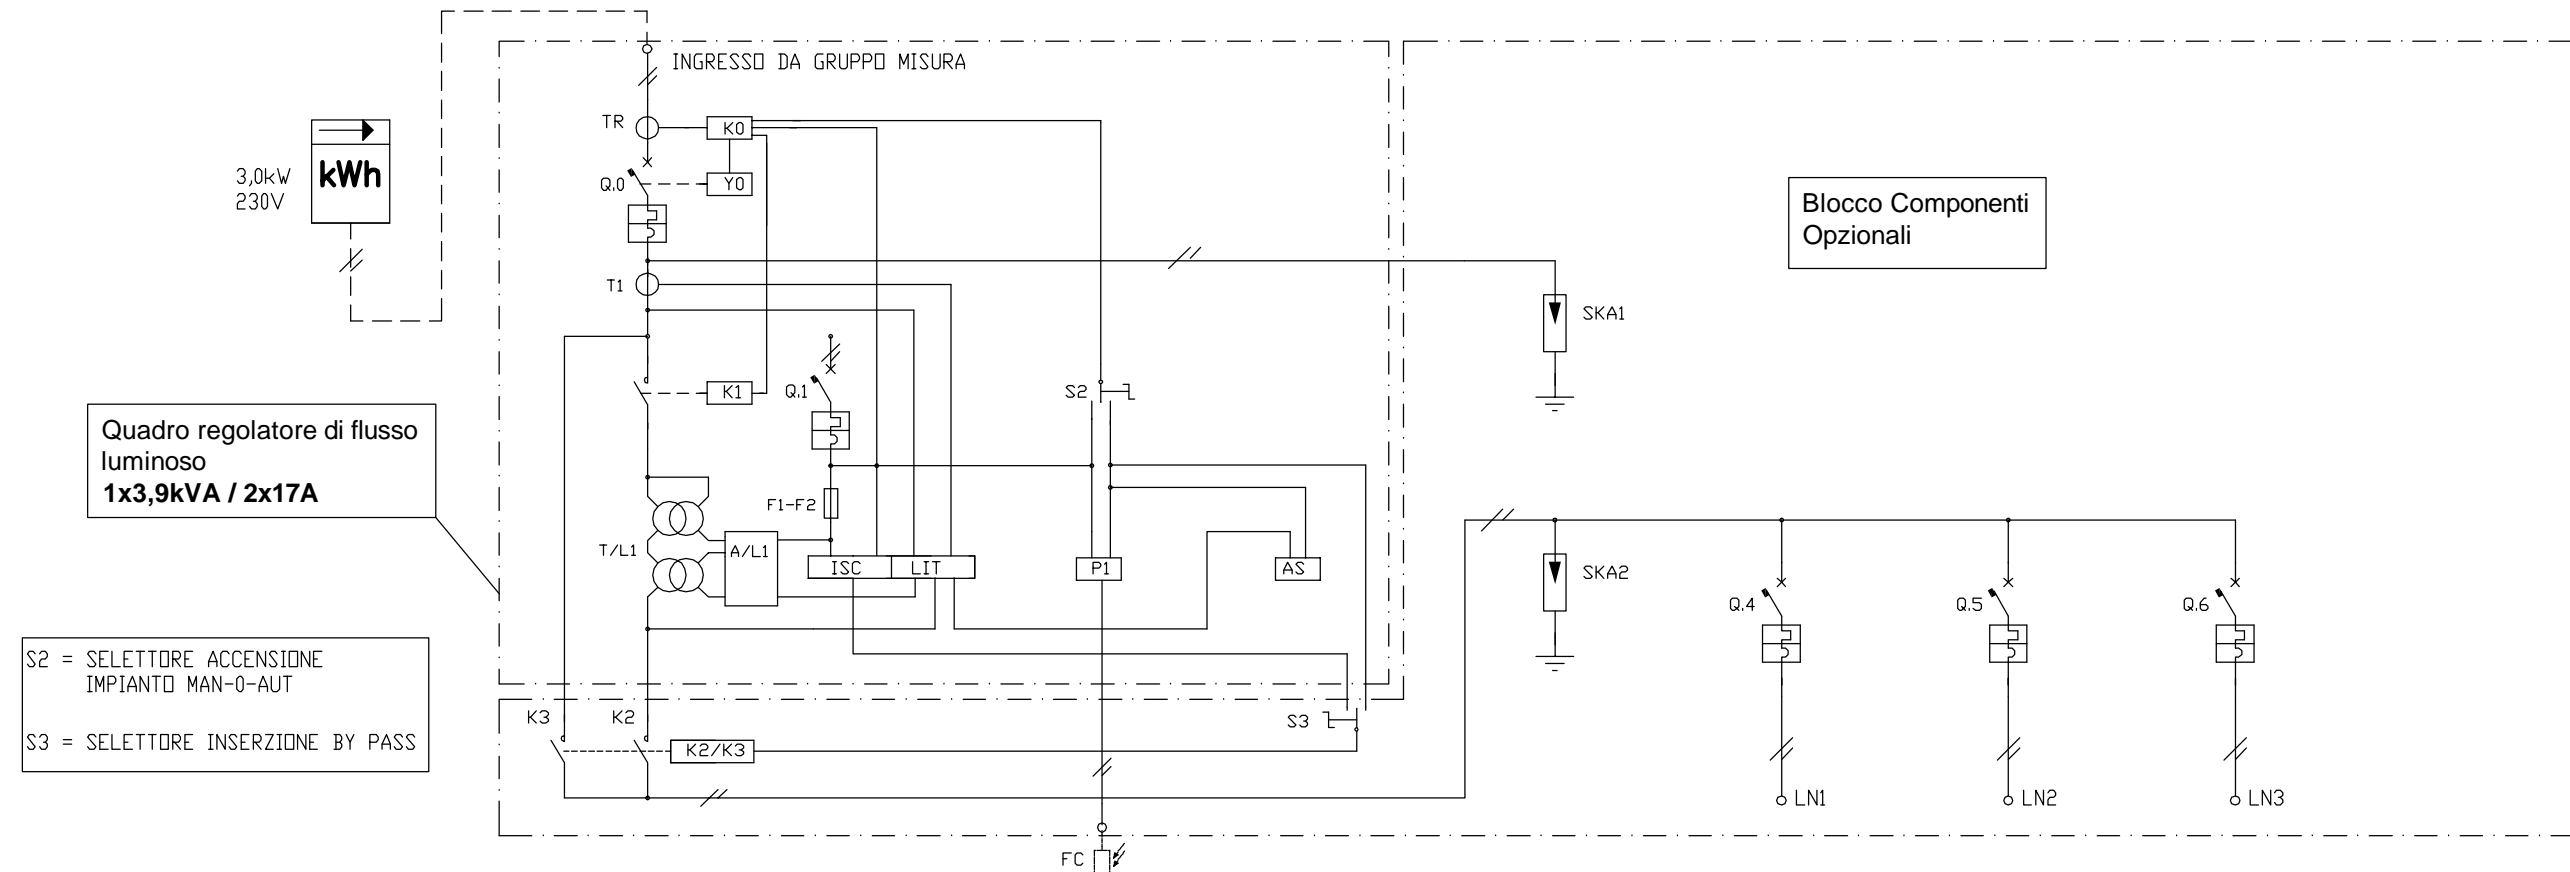 INGRESSO DA GRUPPO MISURA
TR
K0
kWh
3,0kW
230V
Q.0
Y0
Blocco Componenti
Opzionali
T1
SKA1
K1
Q.1
S2
Quadro regolatore di flusso
luminoso
1x3,9kVA / 2x17A
F1-F2
T/L1
A/L1
ISC
LIT
P1
AS
SKA2
Q.4
Q.5
Q.6
S2 = SELETTORE ACCENSIONE
IMPIANTO MAN-0-AUT
S3 = SELETTORE INSERZIONE BY PASS
K3
K2
S3
K2/K3
LN1
LN2
LN3
FC